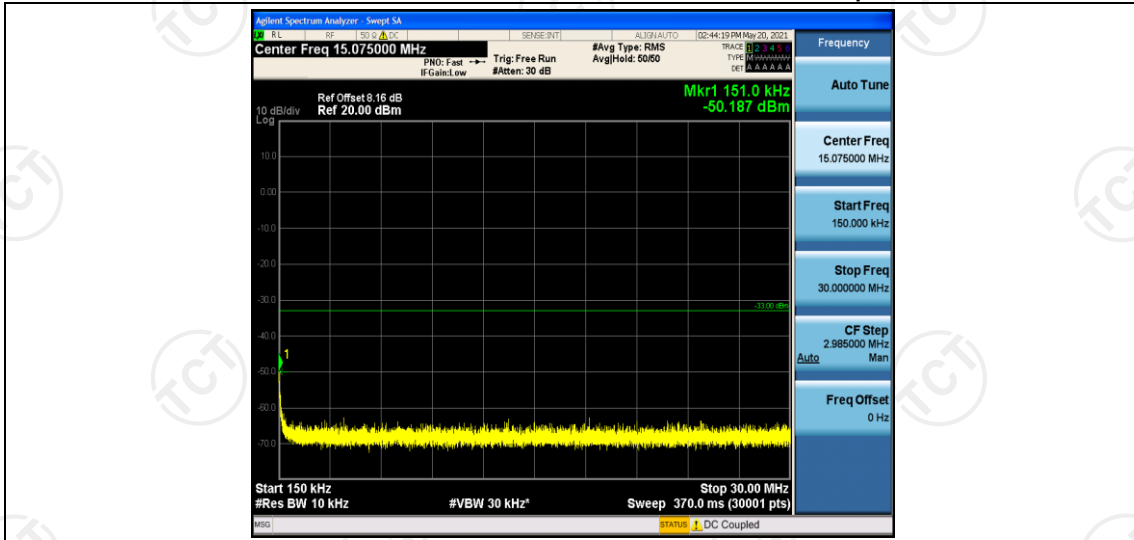 Agilent Spectrum Analyzer - Swept SA
RL RF 50 Ω DC SENSE:INT ALIGN AUTO 02:44:19 PM May 20, 2021
Center Freq 15.075000 MHz
PNO: Fast
IFGain:Low
Trig: Free Run
#Atten: 30 dB
#Avg Type: RMS
Avg|Hold: 50/50
TRACE 1 2 3 4 5 6
TYPE M
DET A A A A A A
Mkr1 151.0 kHz
-50.187 dBm
Ref Offset 8.16 dB
10 dB/div Ref 20.00 dBm
Log
10.0
0.00
-10.0
-20.0
-30.0
-33.00 dBm
-40.0
1
-50.0
-60.0
-70.0
Start 150 kHz Stop 30.00 MHz
#Res BW 10 kHz #VBW 30 kHz* Sweep 370.0 ms (30001 pts)
MSG STATUS DC Coupled
Frequency
Auto Tune
Center Freq
15.075000 MHz
Start Freq
150.000 kHz
Stop Freq
30.000000 MHz
CF Step
2.985000 MHz
Auto Man
Freq Offset
0 Hz
TCT
TCT
TCT
TCT